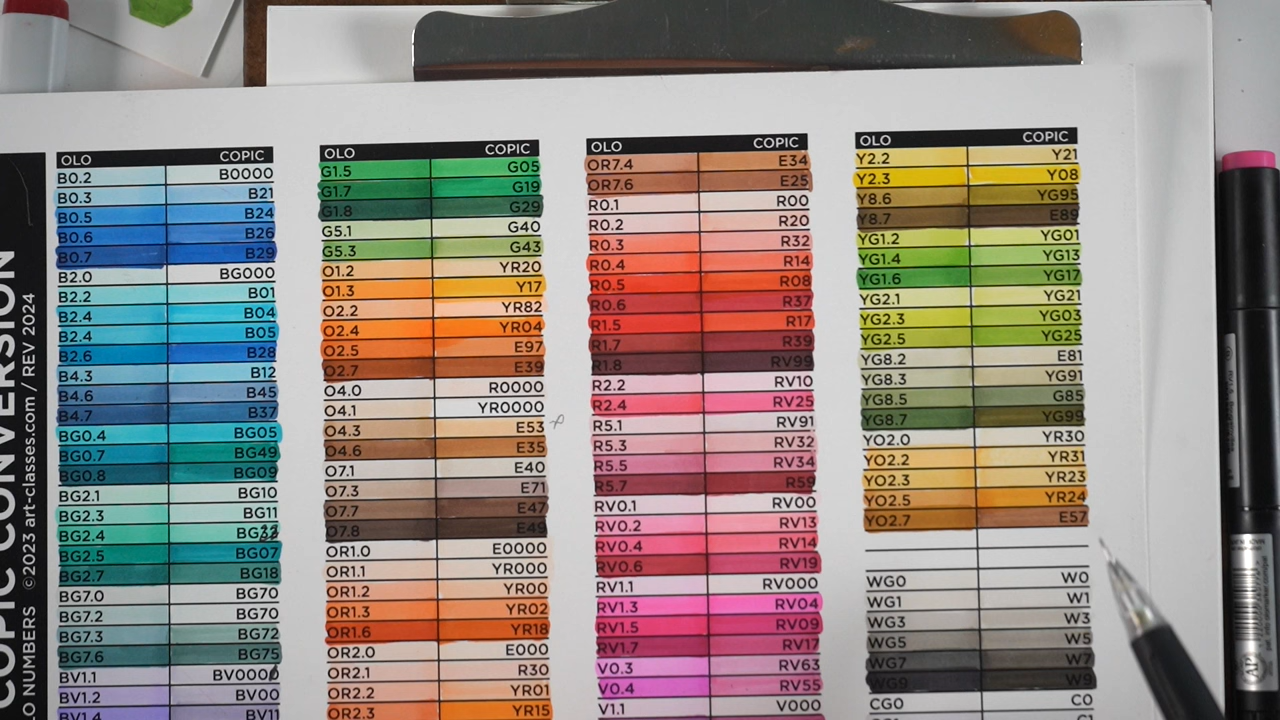 COPIC CONVERSION
LO NUMBERS ©2023 art-classes.com / REV 2024
OLO COPIC
B0.2 B0000
B0.3 B21
B0.5 B24
B0.6 B26
B0.7 B29
B2.0 BG000
B2.2 B01
B2.4 B04
B2.4 B05
B2.6 B28
B4.3 B12
B4.6 B45
B4.7 B37
BG0.4 BG05
BG0.7 BG49
BG0.8 BG09
BG2.1 BG10
BG2.3 BG11
BG2.4
BG2.5 BG07
BG2.7 BG18
BG7.0 BG70
BG7.2 BG70
BG7.3 BG72
BG7.6 BG75
BV1.1 BV0000
BV1.2 BV00
BV1.4 BV11
OLO COPIC
G1.5 G05
G1.7 G19
G1.8 G29
G5.1 G40
G5.3 G43
O1.2 YR20
O1.3 Y17
O2.2 YR82
O2.4 YR04
O2.5 E97
O2.7 E39
O4.0 R0000
O4.1 YR0000
O4.3 E53
O4.6 E35
O7.1 E40
O7.3 E71
O7.7 E47
O7.8 E49
OR1.0 E0000
OR1.1 YR000
OR1.2 YR00
OR1.3 YR02
OR1.6 YR18
OR2.0 E000
OR2.1 R30
OR2.2 YR01
OR2.3 YR15
OLO COPIC
OR7.4 E34
OR7.6 E25
R0.1 R00
R0.2 R20
R0.3 R32
R0.4 R14
R0.5 R08
R0.6 R37
R1.5 R17
R1.7 R39
R1.8 RV99
R2.2 RV10
R2.4 RV25
R5.1 RV91
R5.3 RV32
R5.5 RV34
R5.7 R59
RV0.1 RV00
RV0.2 RV13
RV0.4 RV14
RV0.6 RV19
RV1.1 RV000
RV1.3 RV04
RV1.5 RV09
RV1.7 RV17
V0.3 RV63
V0.4 RV55
V1.1 V000
OLO COPIC
Y2.2 Y21
Y2.3 Y08
Y8.6 YG95
Y8.7 E89
YG1.2 YG01
YG1.4 YG13
YG1.6 YG17
YG2.1 YG21
YG2.3 YG03
YG2.5 YG25
YG8.2 E81
YG8.3 YG91
YG8.5 G85
YG8.7 YG99
YO2.0 YR30
YO2.2 YR31
YO2.3 YR23
YO2.5 YR24
YO2.7 E57
WG0 W0
WG1 W1
WG3 W3
WG5 W5
WG7 W7
WG9 W9
CG0 C0
C1
AP